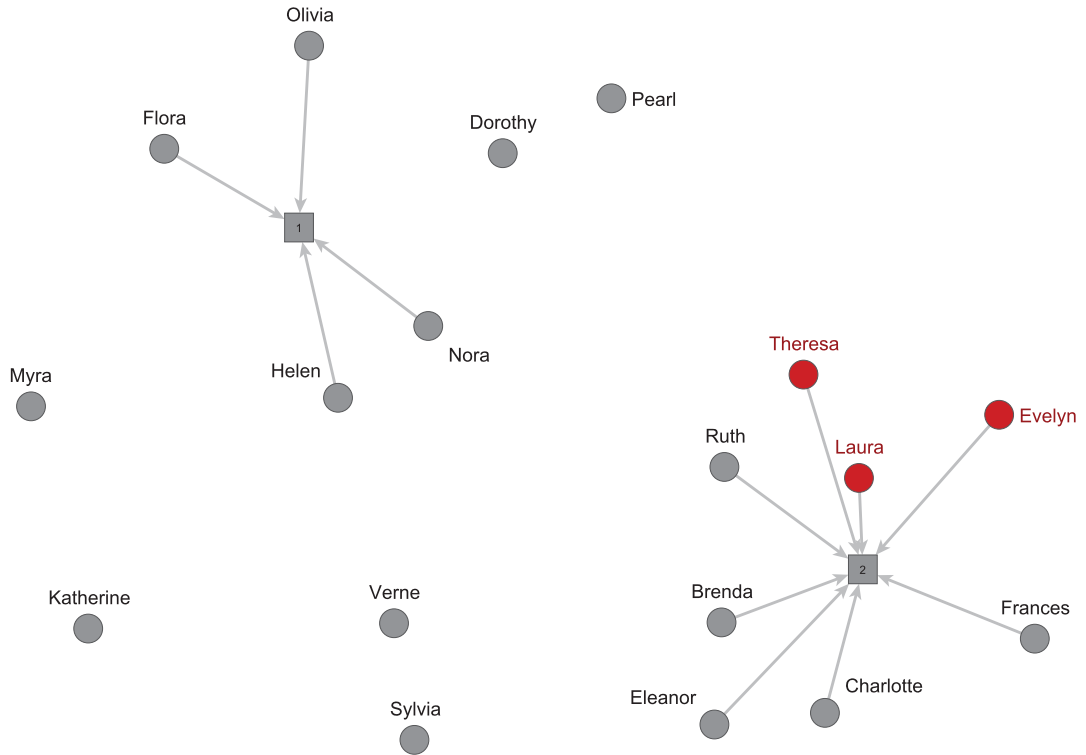 Olivia
Pearl
Flora
Dorothy
1
Theresa
Nora
Helen
Myra
Evelyn
Ruth
Laura
2
Brenda
Verne
Katherine
Frances
Charlotte
Eleanor
Sylvia